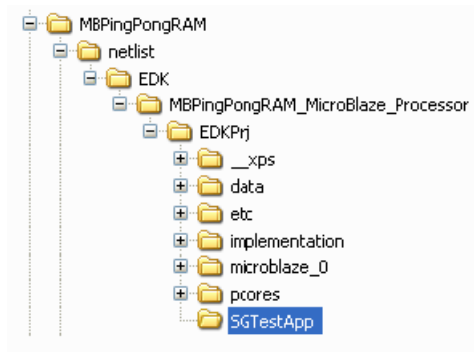 MBPingPongRAM
netlist
EDK
MBPingPongRAM_MicroBlaze_Processor
EDKPrj
__xps
data
etc
implementation
microblaze_0
pcores
SGTestApp